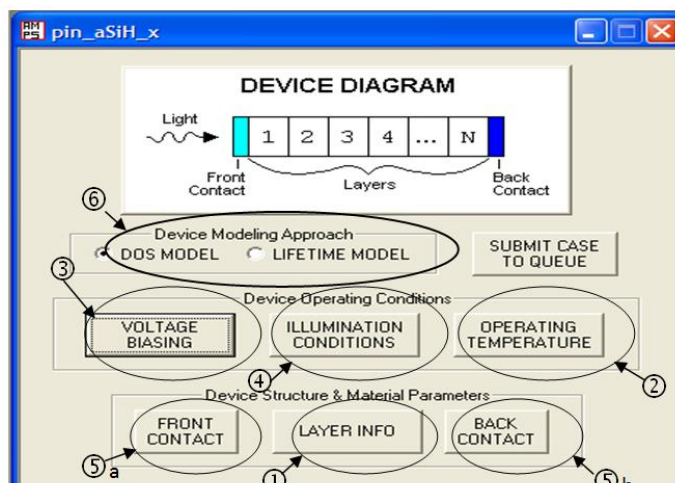 AMPS pin_aSiH_x
DEVICE DIAGRAM
Light
1 2 3 4 ... N
Front Contact
Layers
Back Contact
⑥
Device Modeling Approach
DOS MODEL LIFETIME MODEL
SUBMIT CASE
TO QUEUE
③
Device Operating Conditions
VOLTAGE
BIASING
ILLUMINATION
CONDITIONS
OPERATING
TEMPERATURE
④
②
Device Structure & Material Parameters
FRONT
CONTACT
LAYER INFO
BACK
CONTACT
⑤a
①
⑤